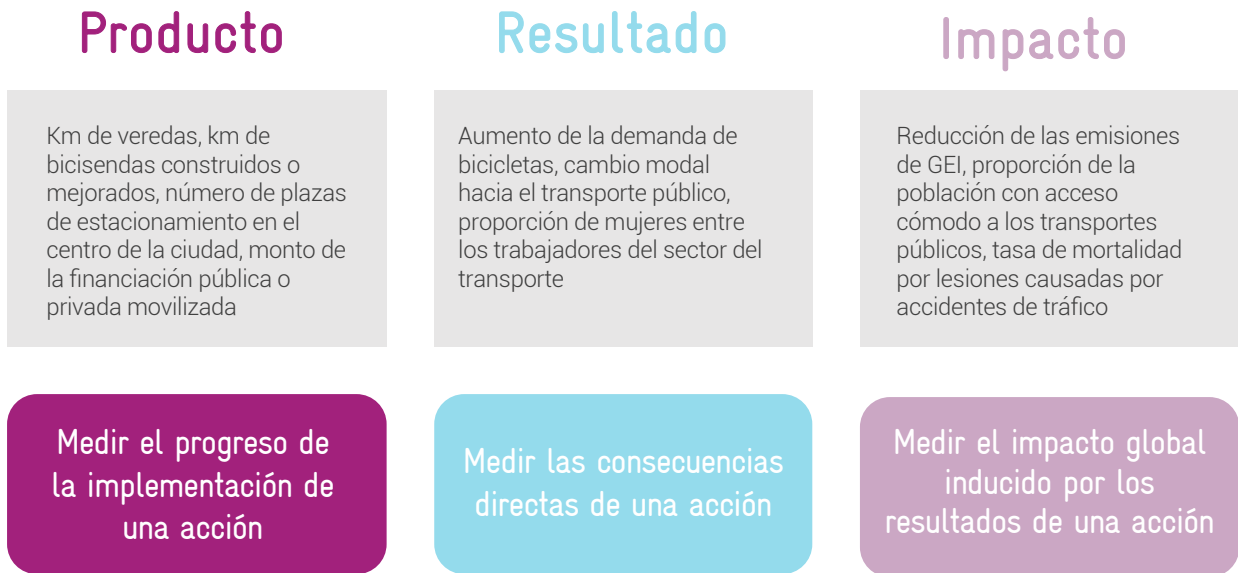 Producto
Resultado
Impacto
Km de veredas, km de
bicisendas construidos o
mejorados, número de plazas
de estacionamiento en el
centro de la ciudad, monto de
la financiación pública o
privada movilizada
Aumento de la demanda de
bicicletas, cambio modal
hacia el transporte público,
proporción de mujeres entre
los trabajadores del sector del
transporte
Reducción de las emisiones
de GEI, proporción de la
población con acceso
cómodo a los transportes
públicos, tasa de mortalidad
por lesiones causadas por
accidentes de tráfico
Medir el progreso de
la implementación de
una acción
Medir las consecuencias
directas de una acción
Medir el impacto global
inducido por los
resultados de una acción